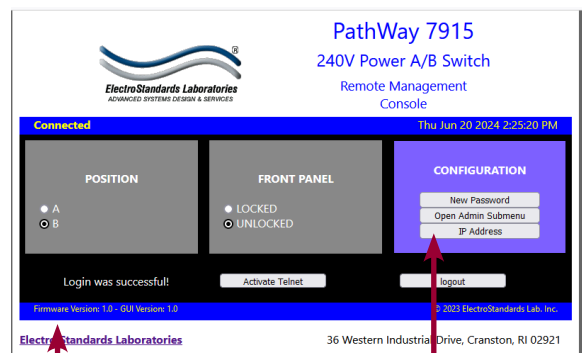 PathWay 7915
240V Power A/B Switch
Remote Management
Console
®
ElectroStandards Laboratories
ADVANCED SYSTEMS DESIGN & SERVICES
Connected
Thu Jun 20 2024 2:25:20 PM
POSITION
A
B
FRONT PANEL
LOCKED
UNLOCKED
CONFIGURATION
New Password
Open Admin Submenu
IP Address
Login was successful!
Activate Telnet
logout
Firmware Version: 1.0 - GUI Version: 1.0
© 2023 ElectroStandards Lab. Inc.
ElectroStandards Laboratories
36 Western Industrial Drive, Cranston, RI 02921